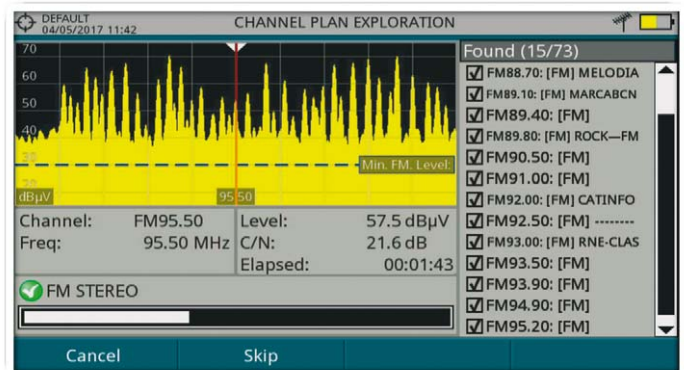 DEFAULT
04/05/2017 11:42
CHANNEL PLAN EXPLORATION
70
60
50
40
30
20
Min. FM. Level:
dBµV
95.50
Found (15/73)
FM88.70: [FM] MELODIA
FM89.10: [FM] MARCABCN
FM89.40: [FM]
FM89.80: [FM] ROCK—FM
FM90.50: [FM]
FM91.00: [FM]
FM92.00: [FM] CATINFO
FM92.50: [FM] --------
FM93.00: [FM] RNE-CLAS
FM93.50: [FM]
FM93.90: [FM]
FM94.90: [FM]
FM95.20: [FM]
Channel: FM95.50
Freq: 95.50 MHz
Level: 57.5 dBµV
C/N: 21.6 dB
Elapsed: 00:01:43
FM STEREO
Cancel
Skip